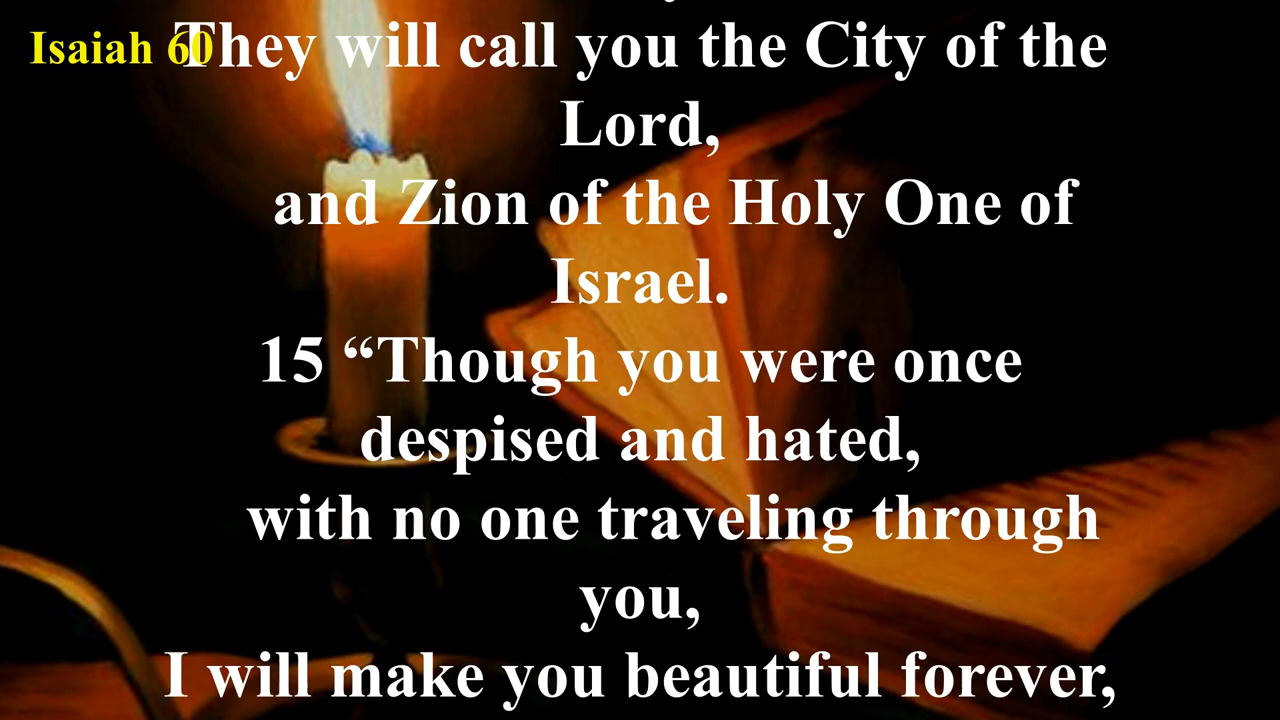 Isaiah 60
They will call you the City of the
Lord,
and Zion of the Holy One of
Israel.
15 “Though you were once
despised and hated,
with no one traveling through
you,
I will make you beautiful forever,